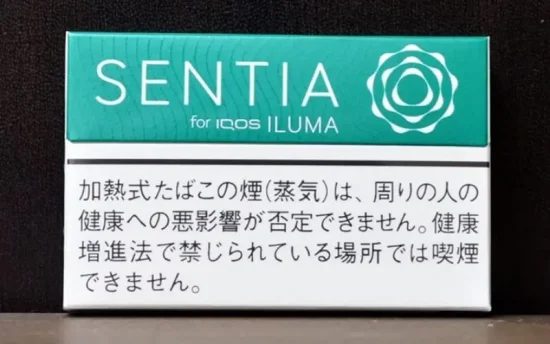 SENTIA
for IQOS ILUMA
加熱式たばこの煙(蒸気)は、周りの人の
健康への悪影響が否定できません。健康
増進法で禁じられている場所では喫煙
できません。